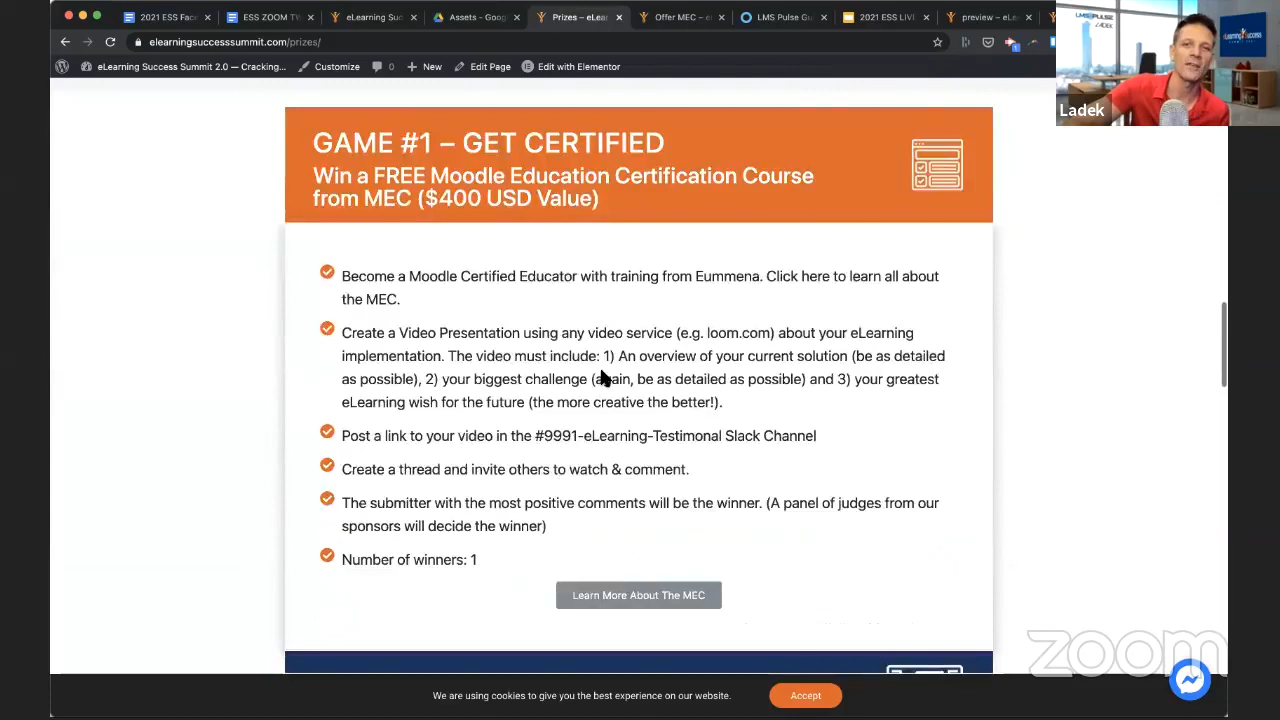 2021 ESS Fac
ESS ZOOM TV
eLearning Suc
Assets - Goog
Prizes – eLear
Offer MEC – e
LMS Pulse Gu
2021 ESS LIVI
preview – eLe
elearningsuccesssummit.com/prizes/
eLearning Success Summit 2.0 — Cracking...
Customize
0
New
Edit Page
Edit with Elementor
LMS PULSE
LADEK
eLearning Success
Ladek
GAME #1 – GET CERTIFIED
Win a FREE Moodle Education Certification Course
from MEC ($400 USD Value)
Become a Moodle Certified Educator with training from Eummena. Click here to learn all about
the MEC.
Create a Video Presentation using any video service (e.g. loom.com) about your eLearning
implementation. The video must include: 1) An overview of your current solution (be as detailed
as possible), 2) your biggest challenge (again, be as detailed as possible) and 3) your greatest
eLearning wish for the future (the more creative the better!).
Post a link to your video in the #9991-eLearning-Testimonal Slack Channel
Create a thread and invite others to watch & comment.
The submitter with the most positive comments will be the winner. (A panel of judges from our
sponsors will decide the winner)
Number of winners: 1
Learn More About The MEC
zoom
We are using cookies to give you the best experience on our website.
Accept